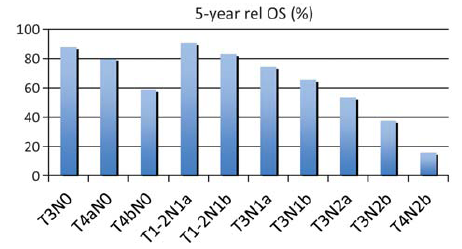 5-year rel OS (%)
100
80
60
40
20
0
T3N0
T4aN0
T4bN0
T1-2N1a
T1-2N1b
T3N1a
T3N1b
T3N2a
T3N2b
T4N2b